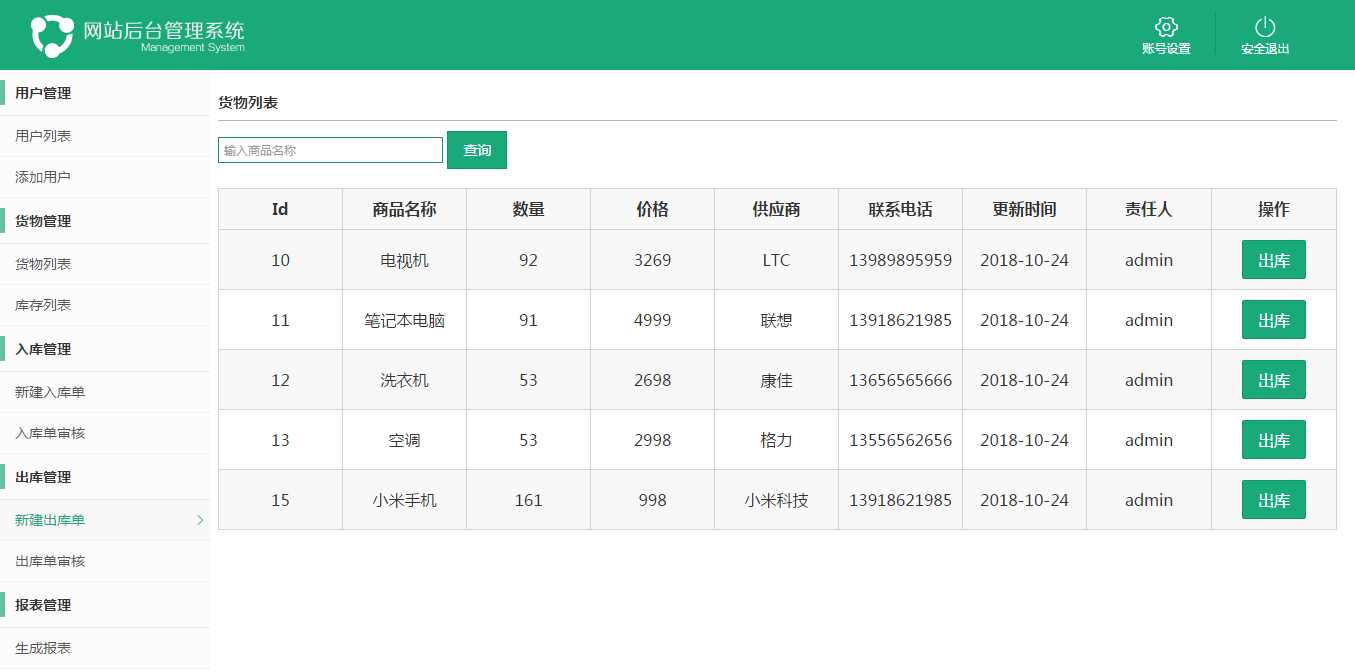 网站后台管理系统
Management System
账号设置
安全退出
用户管理
用户列表
添加用户
货物管理
货物列表
库存列表
入库管理
新建入库单
入库单审核
出库管理
新建出库单
出库单审核
报表管理
生成报表
货物列表
输入商品名称 查询
Id 商品名称 数量 价格 供应商 联系电话 更新时间 责任人 操作
10 电视机 92 3269 LTC 13989895959 2018-10-24 admin 出库
11 笔记本电脑 91 4999 联想 13918621985 2018-10-24 admin 出库
12 洗衣机 53 2698 康佳 13656565666 2018-10-24 admin 出库
13 空调 53 2998 格力 13556562656 2018-10-24 admin 出库
15 小米手机 161 998 小米科技 13918621985 2018-10-24 admin 出库